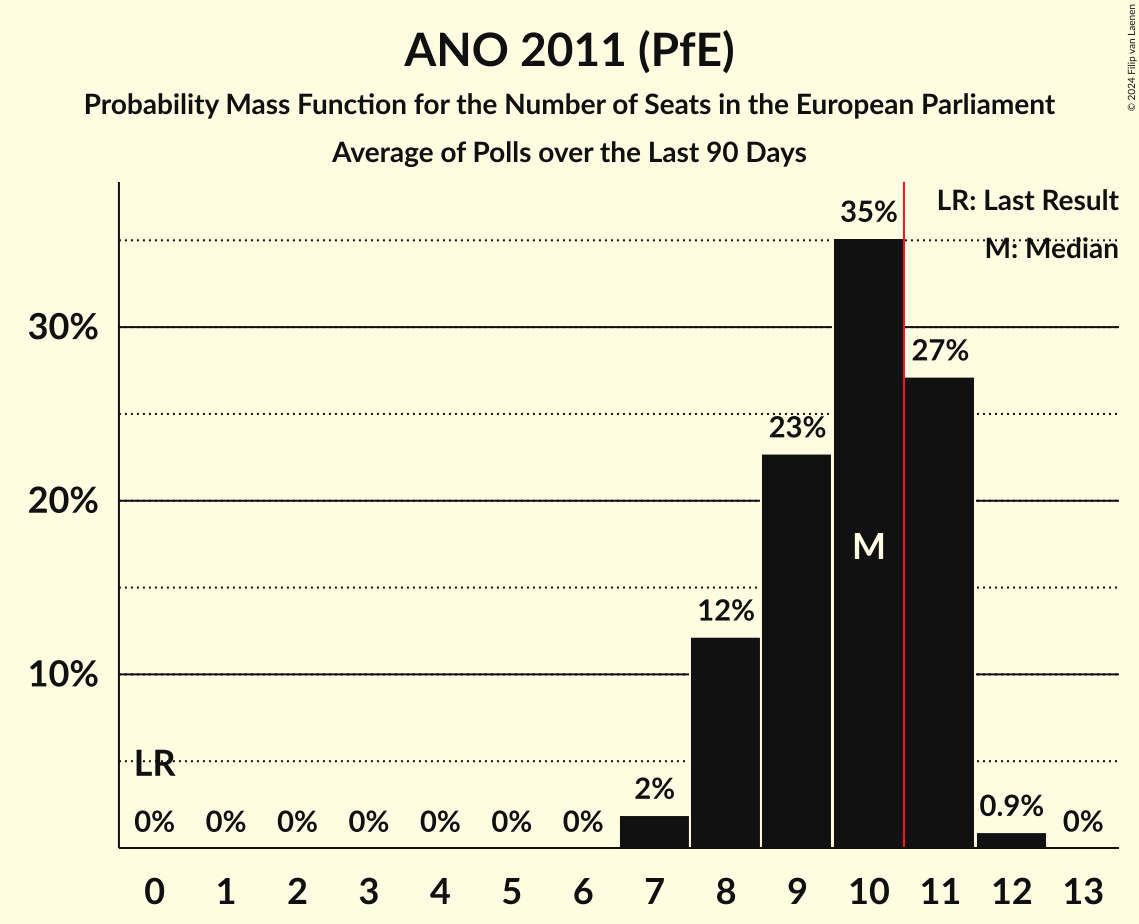 ANO 2011 (PfE)
Probability Mass Function for the Number of Seats in the European Parliament
Average of Polls over the Last 90 Days
© 2024 Filip van Laenen
LR: Last Result
M: Median
35%
30%
27%
23%
20%
M
12%
10%
LR
2%
0.9%
0% 0% 0% 0% 0% 0% 0% 0%
0 1 2 3 4 5 6 7 8 9 10 11 12 13